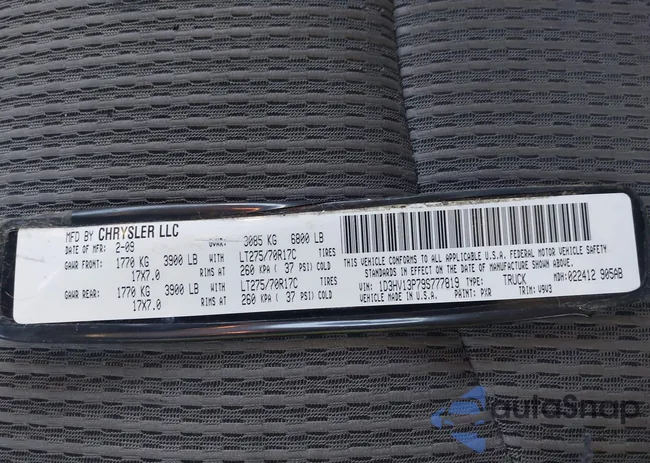 MFD BY CHRYSLER LLC
DATE OF MFR: 2-09 GVWR: 3085 KG 6800 LB
GAWR FRONT: 1770 KG 3900 LB WITH LT275/70R17C TIRES
17X7.0 RIMS AT 260 KPA ( 37 PSI) COLD
GAWR REAR: 1770 KG 3900 LB WITH LT275/70R17C TIRES
17X7.0 RIMS AT 260 KPA ( 37 PSI) COLD
THIS VEHICLE CONFORMS TO ALL APPLICABLE U.S.A. FEDERAL MOTOR VEHICLE SAFETY
STANDARDS IN EFFECT ON THE DATE OF MANUFACTURE SHOWN ABOVE.
VIN: 1D3HV13P79S777819 TYPE: TRUCK MDH: 022412 905AB
VEHICLE MADE IN U.S.A. PAINT: PXR TRIM: V9V3
autoSnap